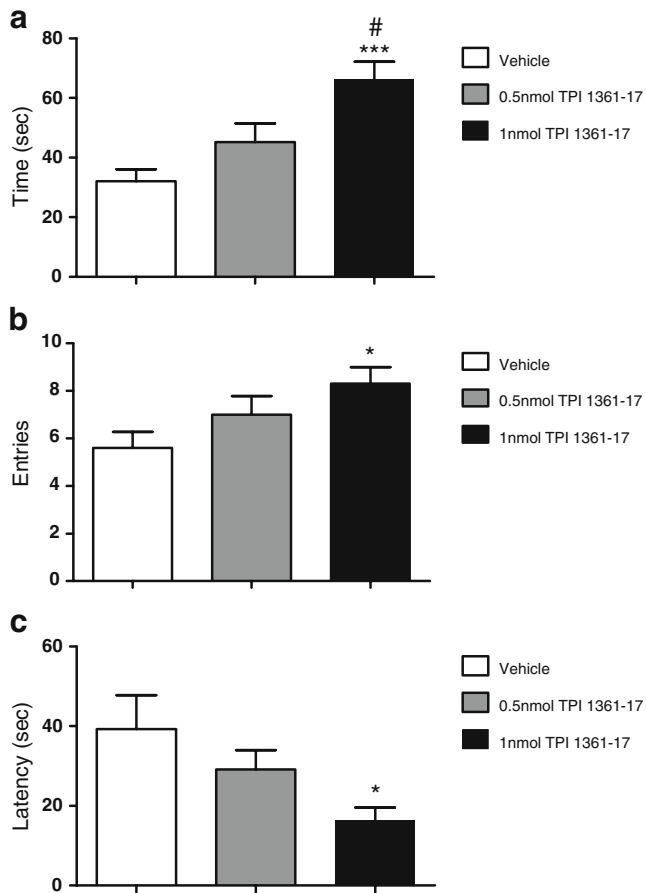 a
80
60
40
20
0
Time (sec)
#
***
Vehicle
0.5nmol TPI 1361-17
1nmol TPI 1361-17
b
10
8
6
4
2
0
Entries
*
Vehicle
0.5nmol TPI 1361-17
1nmol TPI 1361-17
c
60
40
20
0
Latency (sec)
*
Vehicle
0.5nmol TPI 1361-17
1nmol TPI 1361-17